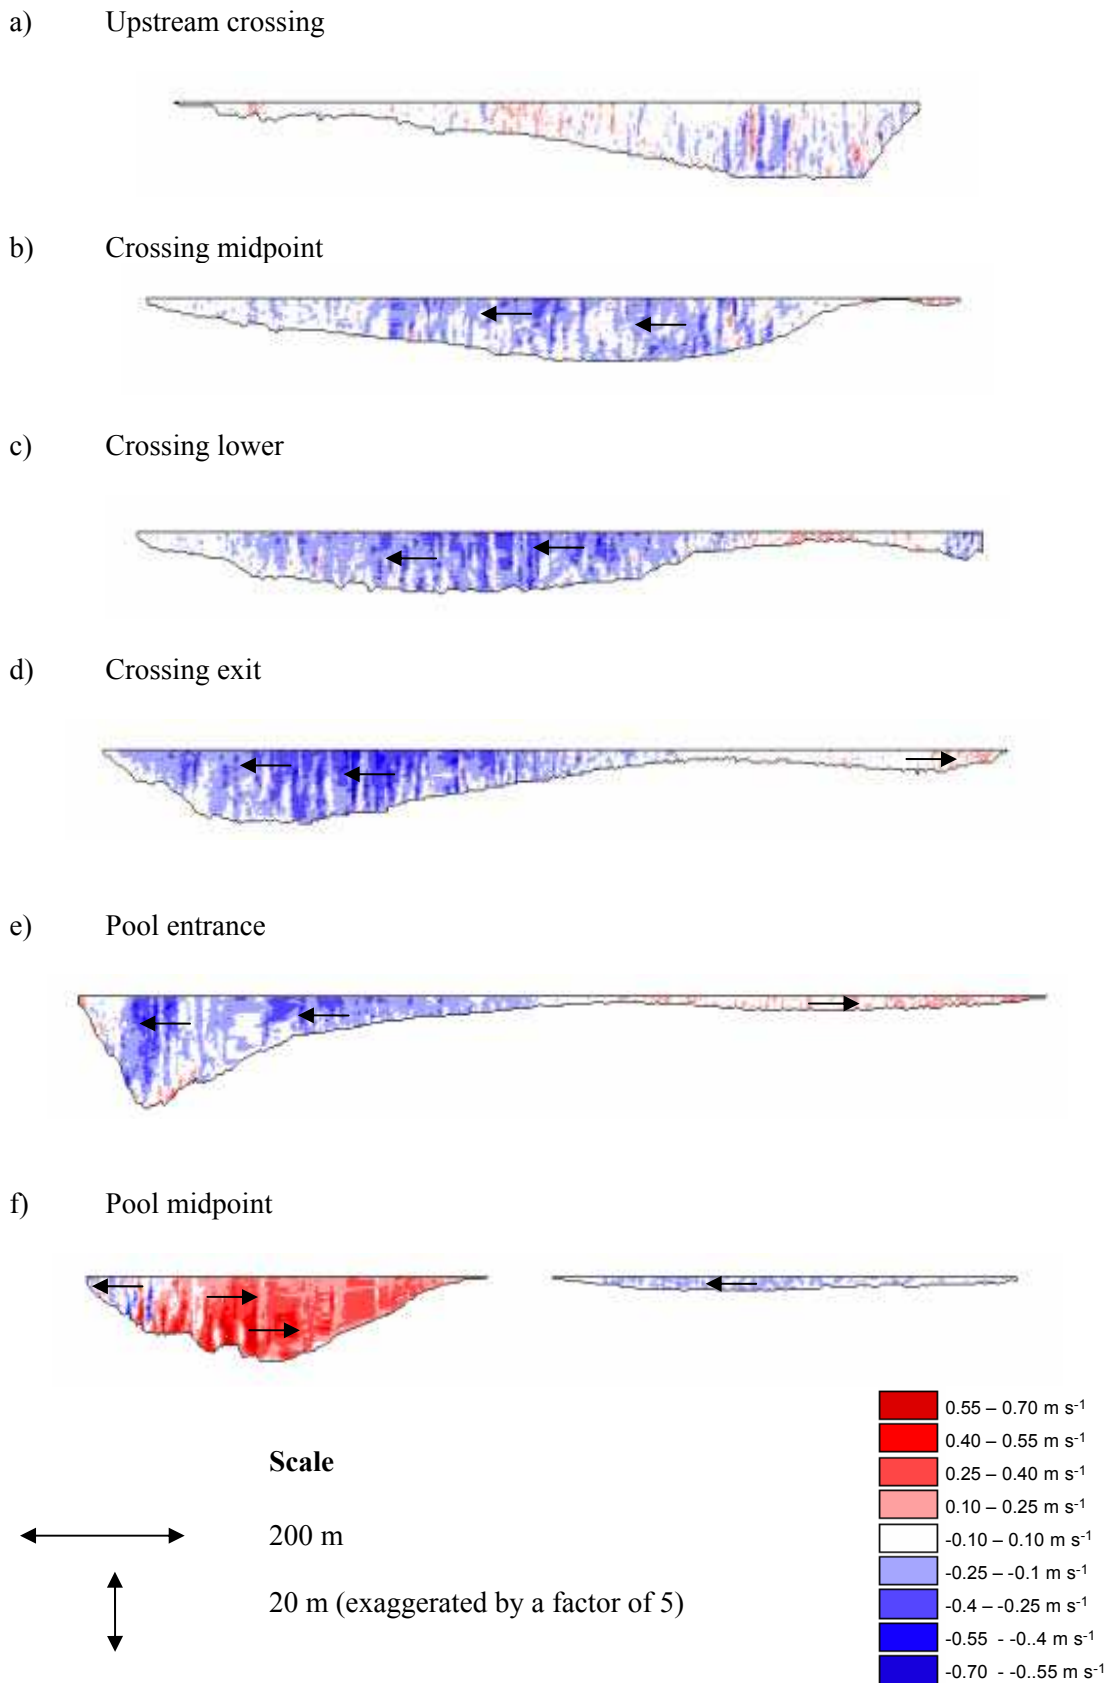 a) Upstream crossing
b) Crossing midpoint
c) Crossing lower
d) Crossing exit
e) Pool entrance
f) Pool midpoint
0.55 – 0.70 m s-1
0.40 – 0.55 m s-1
0.25 – 0.40 m s-1
0.10 – 0.25 m s-1
-0.10 – 0.10 m s-1
-0.25 – -0.1 m s-1
-0.4 – -0.25 m s-1
-0.55 - -0..4 m s-1
-0.70 - -0..55 m s-1
Scale
200 m
20 m (exaggerated by a factor of 5)